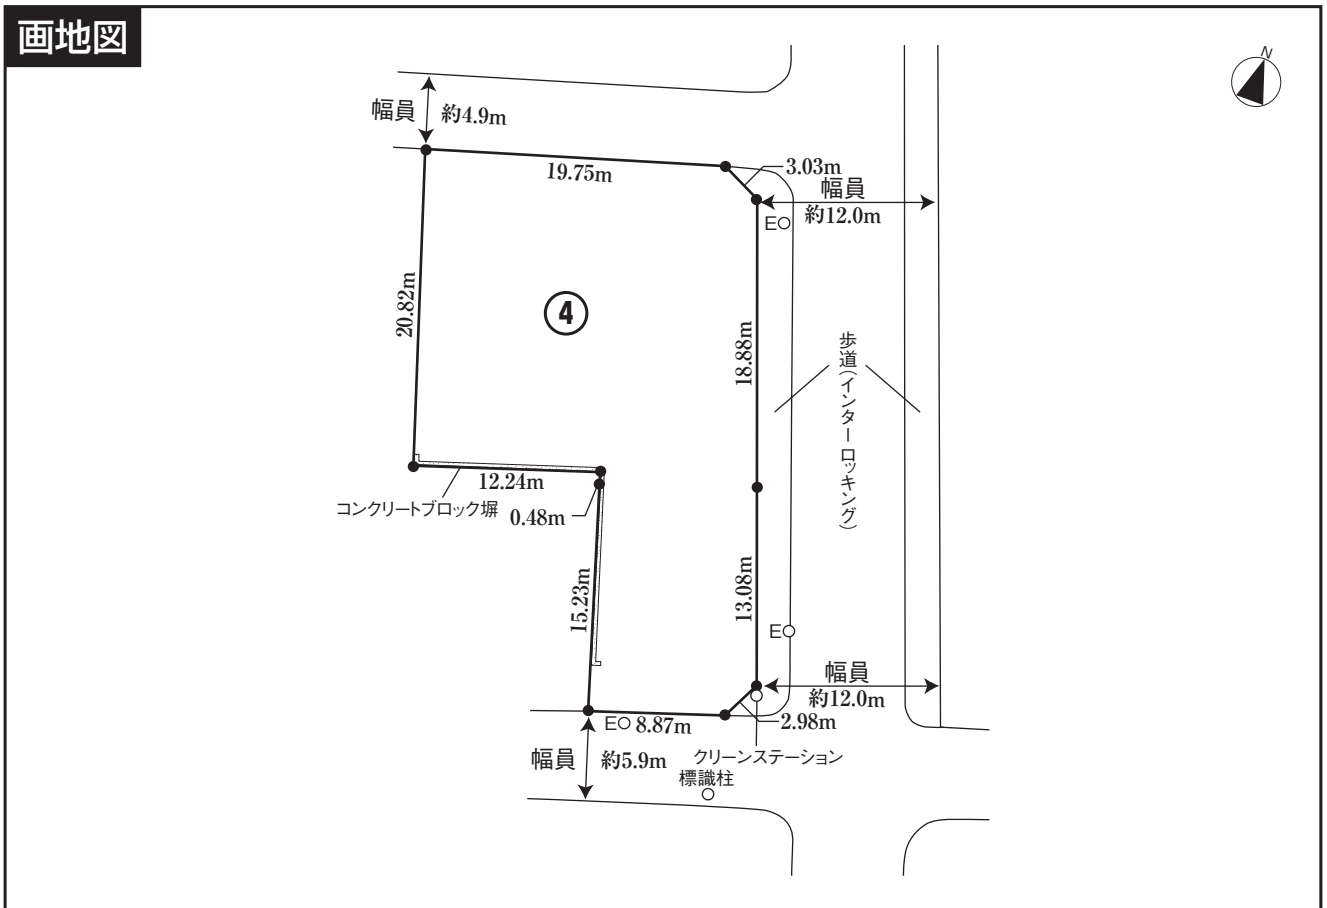 画地図
N
幅員 約4.9m
19.75m
3.03m
幅員
約12.0m
E
20.82m
4
18.88m
歩道(インターロッキング)
12.24m
コンクリートブロック塀
0.48m
15.23m
13.08m
E
幅員
約12.0m
E 8.87m
2.98m
幅員 約5.9m
クリーンステーション
標識柱